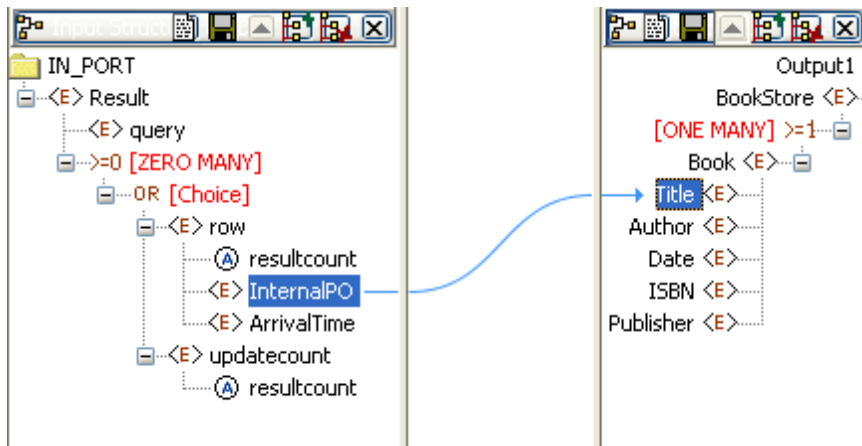 Input Struct
IN_PORT
<E> Result
<E> query
>=0 [ZERO MANY]
OR [Choice]
<E> row
A resultcount
<E> InternalPO
<E> ArrivalTime
<E> updatecount
A resultcount
Output1
BookStore <E>
[ONE MANY] >=1
Book <E>
Title <E>
Author <E>
Date <E>
ISBN <E>
Publisher <E>